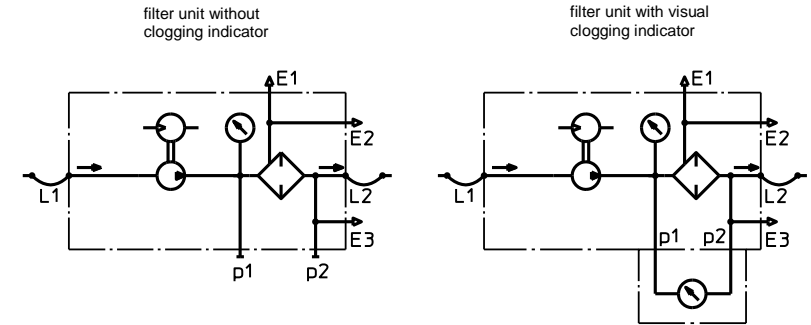 filter unit without
clogging indicator
E1
E2
L1
L2
E3
p1
p2
filter unit with visual
clogging indicator
E1
E2
L1
L2
p1
p2
E3